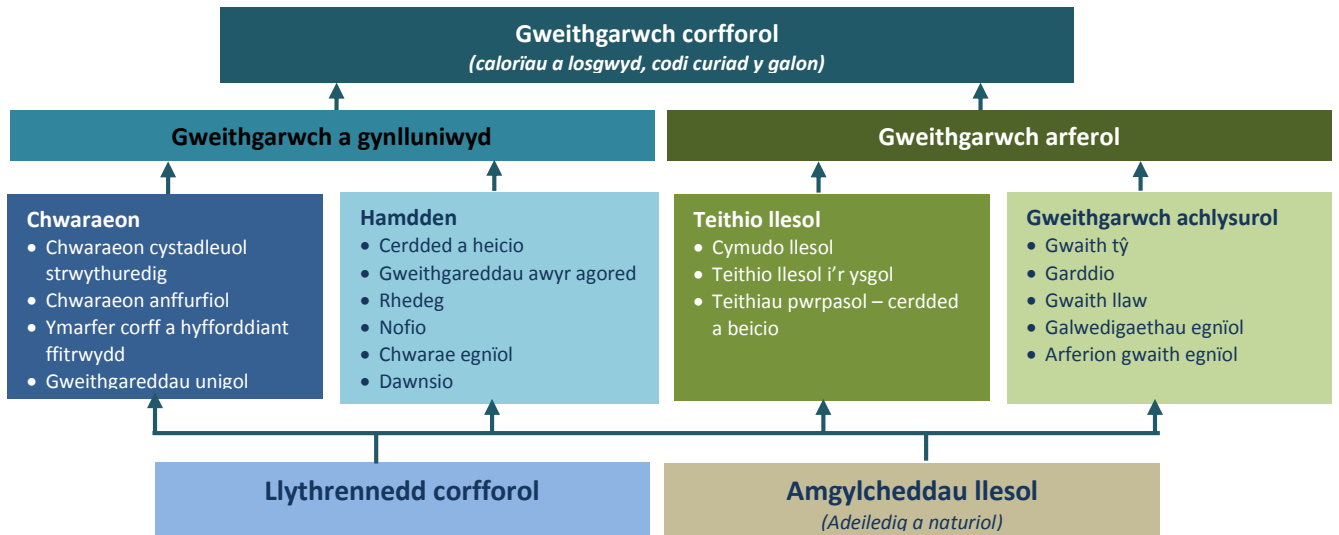 Gweithgarwch corfforol
(calorïau a losgwyd, codi curiad y galon)
Gweithgarwch a gynlluniwyd
Gweithgarwch arferol
Chwaraeon
• Chwaraeon cystadleuol
strwythuredig
• Chwaraeon anffurfiol
• Ymarfer corff a hyfforddiant
ffitrwydd
• Gweithgareddau unigol
Hamdden
• Cerdded a heicio
• Gweithgareddau awyr agored
• Rhedeg
• Nofio
• Chwarae egnïol
• Dawnsio
Teithio llesol
• Cymudo llesol
• Teithio llesol i'r ysgol
• Teithiau pwrpasol – cerdded
a beicio
Gweithgarwch achlysurol
• Gwaith tŷ
• Garddio
• Gwaith llaw
• Galwedigaethau egnïol
• Arferion gwaith egnïol
Llythrennedd corfforol
Amgylcheddau llesol
(Adeiledig a naturiol)